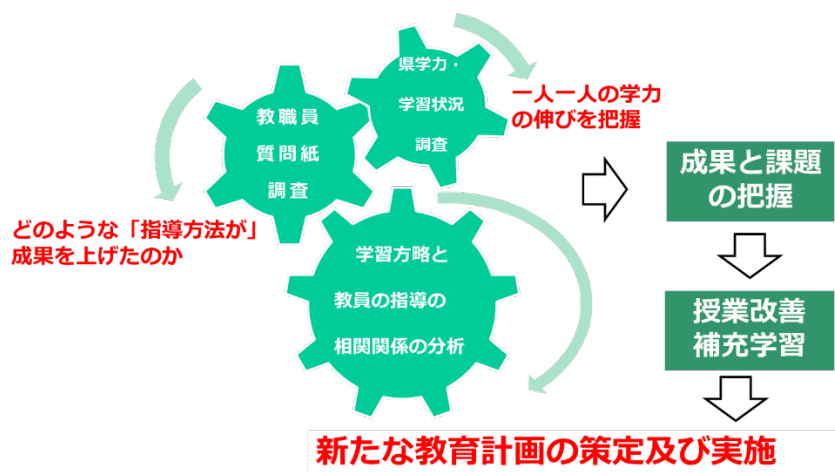 県学力・
学習状況
調査
一人一人の学力
の伸びを把握
教職員
質問紙
調査
どのような「指導方法が」
成果を上げたのか
学習方略と
教員の指導の
相関関係の分析
成果と課題
の把握
授業改善
補充学習
新たな教育計画の策定及び実施